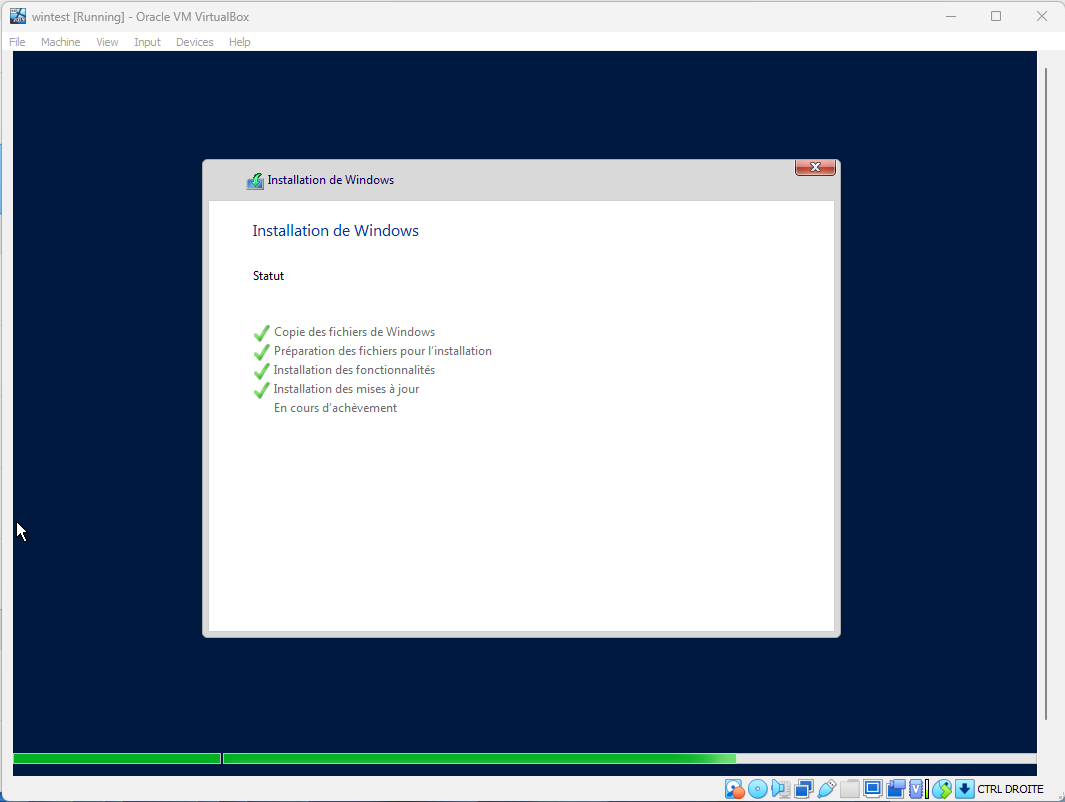 wintest [Running] - Oracle VM VirtualBox
File Machine View Input Devices Help
Installation de Windows
Installation de Windows
Statut
Copie des fichiers de Windows
Préparation des fichiers pour l'installation
Installation des fonctionnalités
Installation des mises à jour
En cours d'achèvement
CTRL DROITE